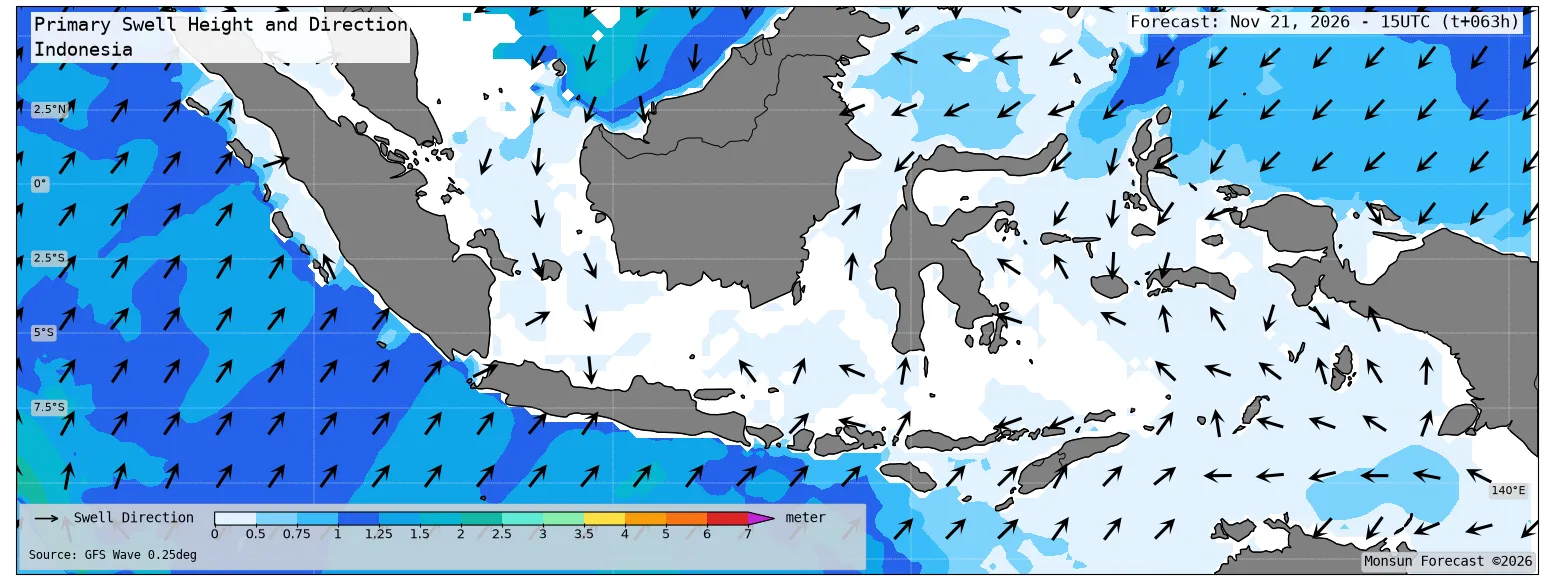 Primary Swell Height and Direction
Indonesia
Forecast: Nov 21, 2026 - 15UTC (t+063h)
2.5°N
0°
2.5°S
5°S
7.5°S
140°E
Swell Direction
0 0.5 0.75 1 1.25 1.5 2 2.5 3 3.5 4 5 6 7
meter
Source: GFS Wave 0.25deg
Monsun Forecast ©2026